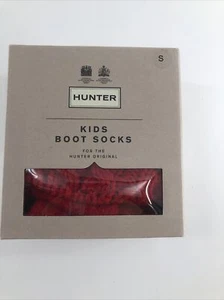 S
HUNTER
KIDS
BOOT SOCKS
FOR THE
HUNTER ORIGINAL